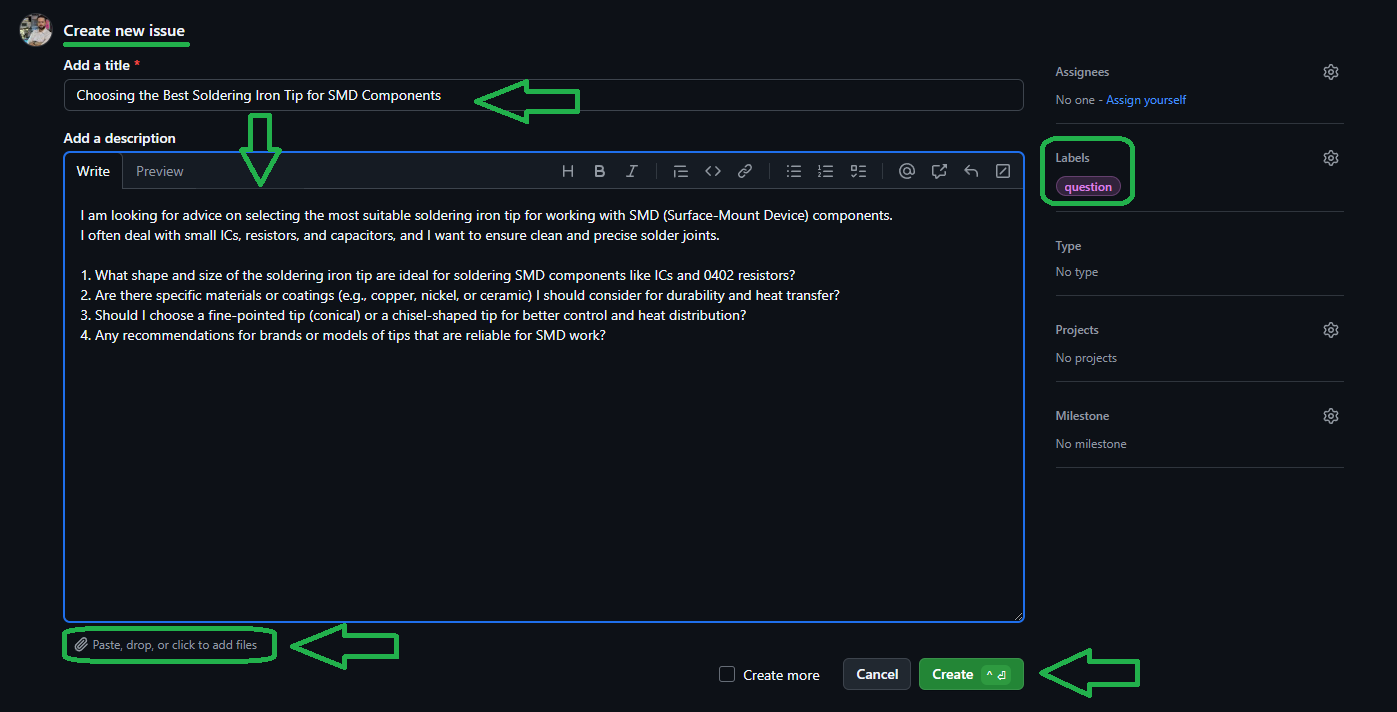 Create new issue
Add a title *
Choosing the Best Soldering Iron Tip for SMD Components
Add a description
Write Preview
I am looking for advice on selecting the most suitable soldering iron tip for working with SMD (Surface-Mount Device) components.
I often deal with small ICs, resistors, and capacitors, and I want to ensure clean and precise solder joints.
1. What shape and size of the soldering iron tip are ideal for soldering SMD components like ICs and 0402 resistors?
2. Are there specific materials or coatings (e.g., copper, nickel, or ceramic) I should consider for durability and heat transfer?
3. Should I choose a fine-pointed tip (conical) or a chisel-shaped tip for better control and heat distribution?
4. Any recommendations for brands or models of tips that are reliable for SMD work?
Paste, drop, or click to add files
Create more
Cancel
Create ^ ⏎
Assignees
No one - Assign yourself
Labels
question
Type
No type
Projects
No projects
Milestone
No milestone